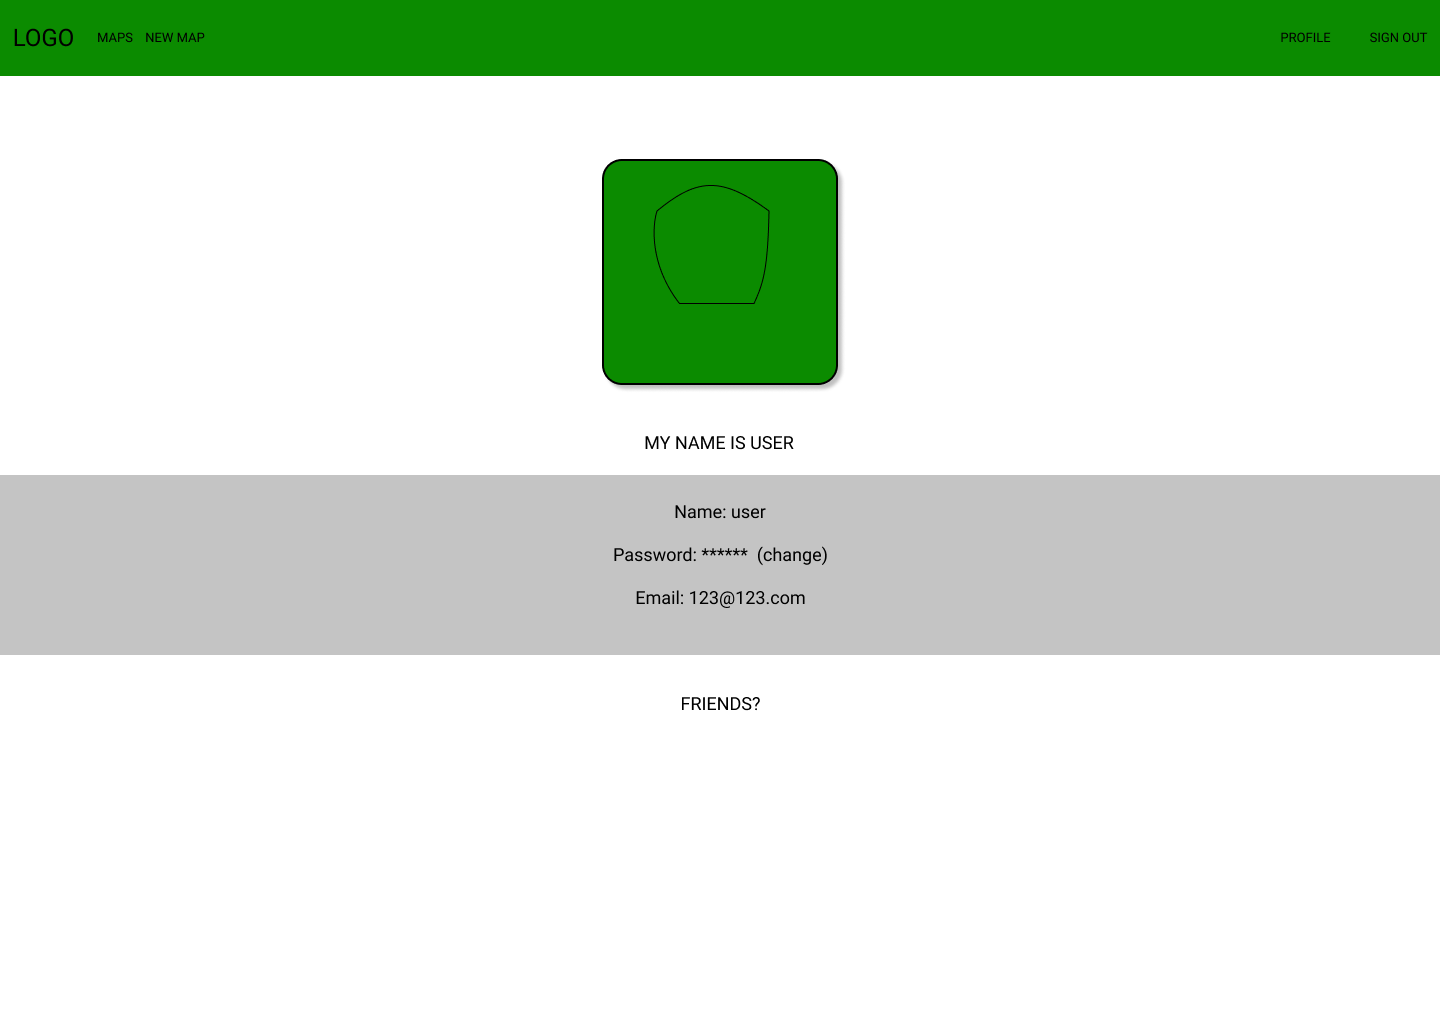 LOGO MAPS NEW MAP PROFILE SIGN OUT
MY NAME IS USER
Name: user
Password: ****** (change)
Email: 123@123.com
FRIENDS?